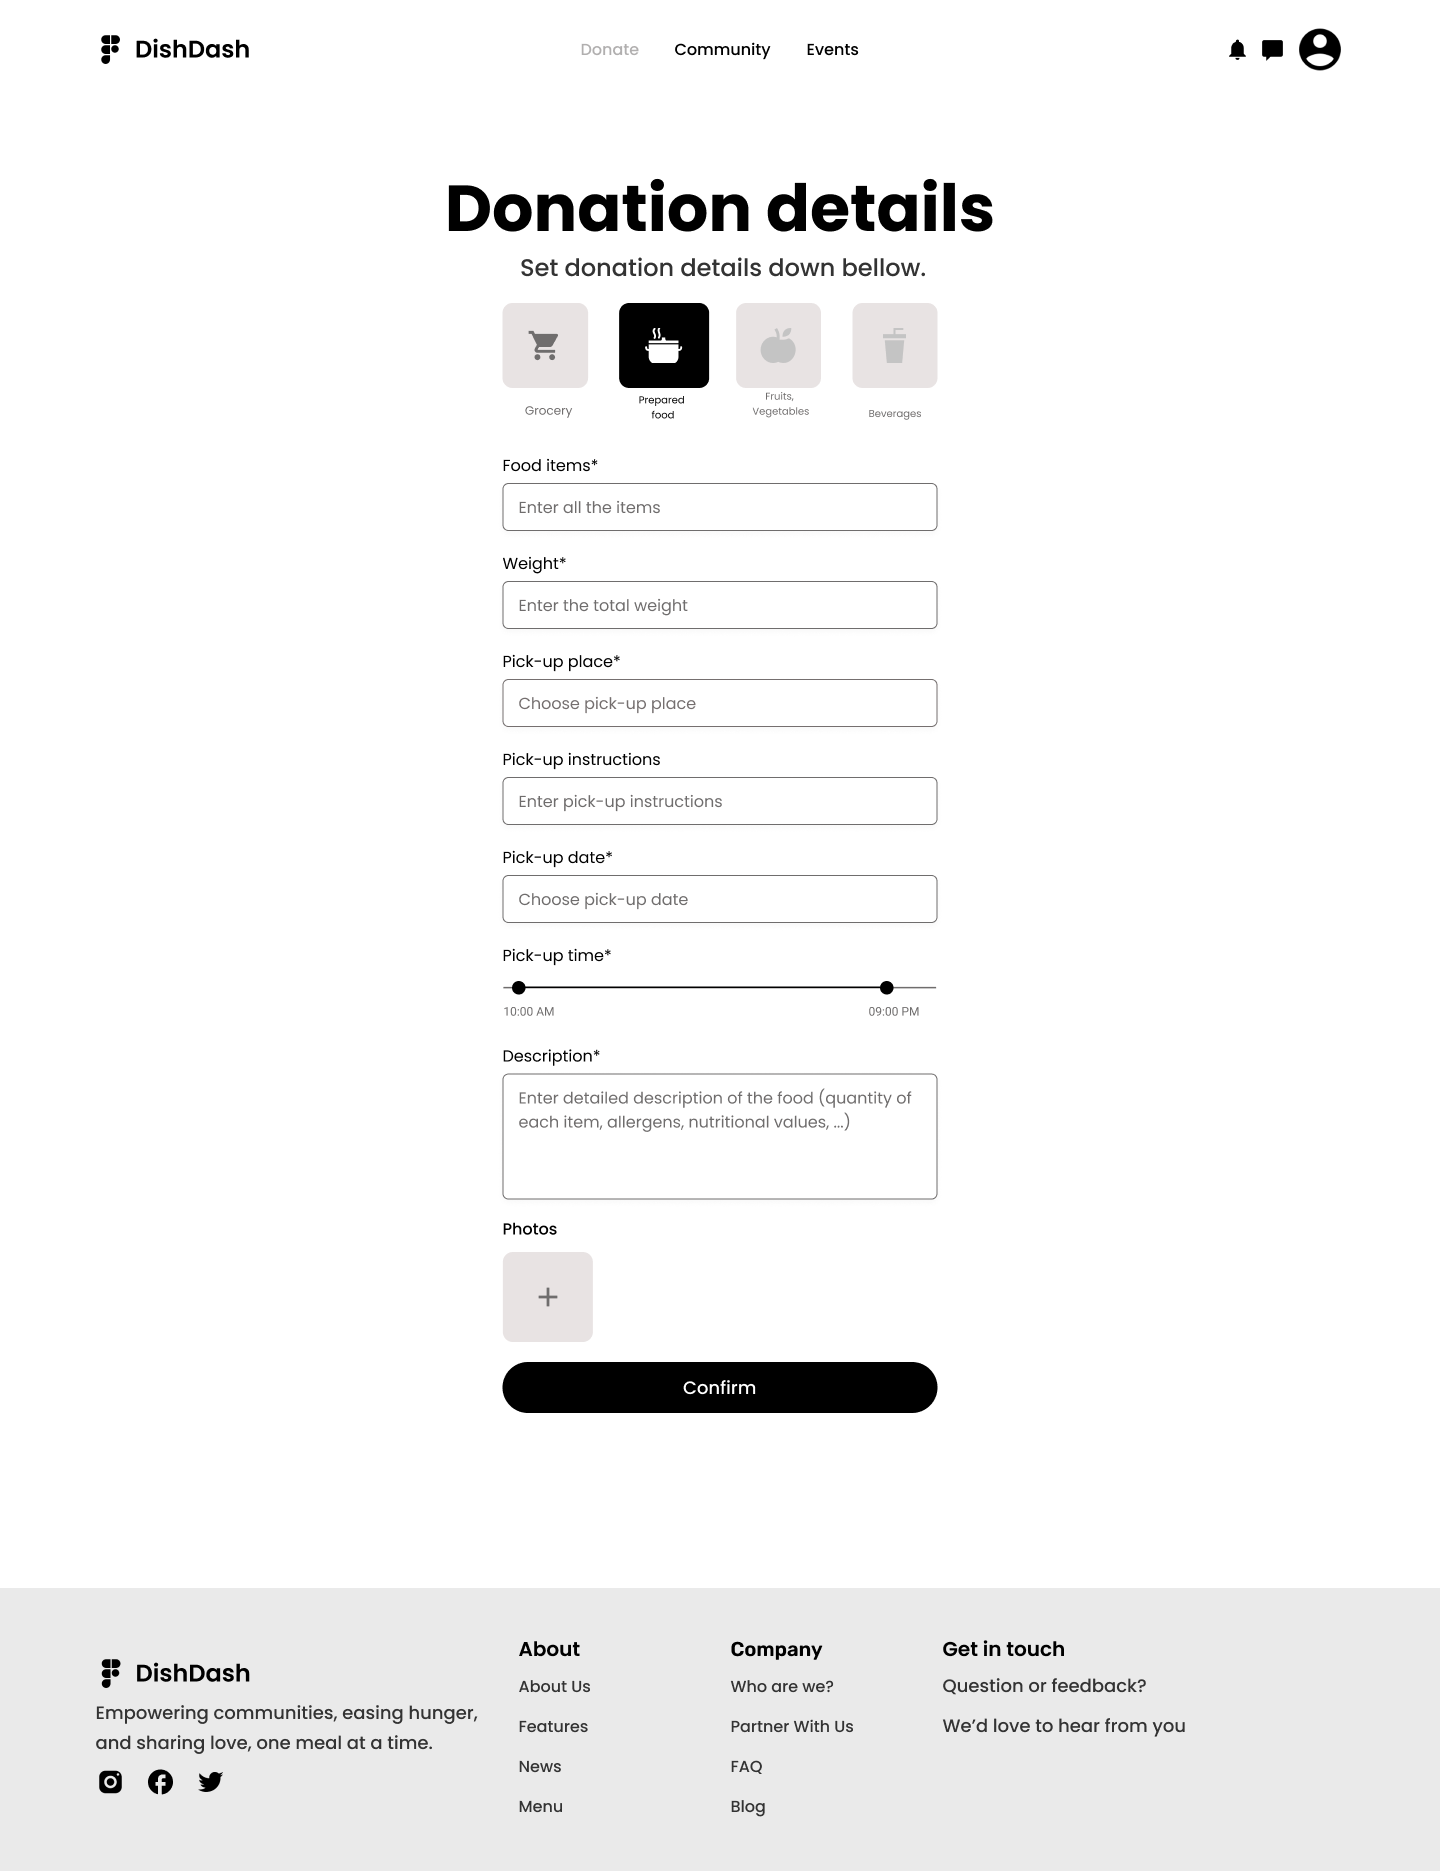 DishDash
Donate
Community
Events
Donation details
Set donation details down bellow.
Grocery
Prepared
food
Fruits,
Vegetables
Beverages
Food items*
Enter all the items
Weight*
Enter the total weight
Pick-up place*
Choose pick-up place
Pick-up instructions
Enter pick-up instructions
Pick-up date*
Choose pick-up date
Pick-up time*
10:00 AM
09:00 PM
Description*
Enter detailed description of the food (quantity of
each item, allergens, nutritional values, ...)
Photos
Confirm
DishDash
Empowering communities, easing hunger,
and sharing love, one meal at a time.
About
About Us
Features
News
Menu
Company
Who are we?
Partner With Us
FAQ
Blog
Get in touch
Question or feedback?
We’d love to hear from you